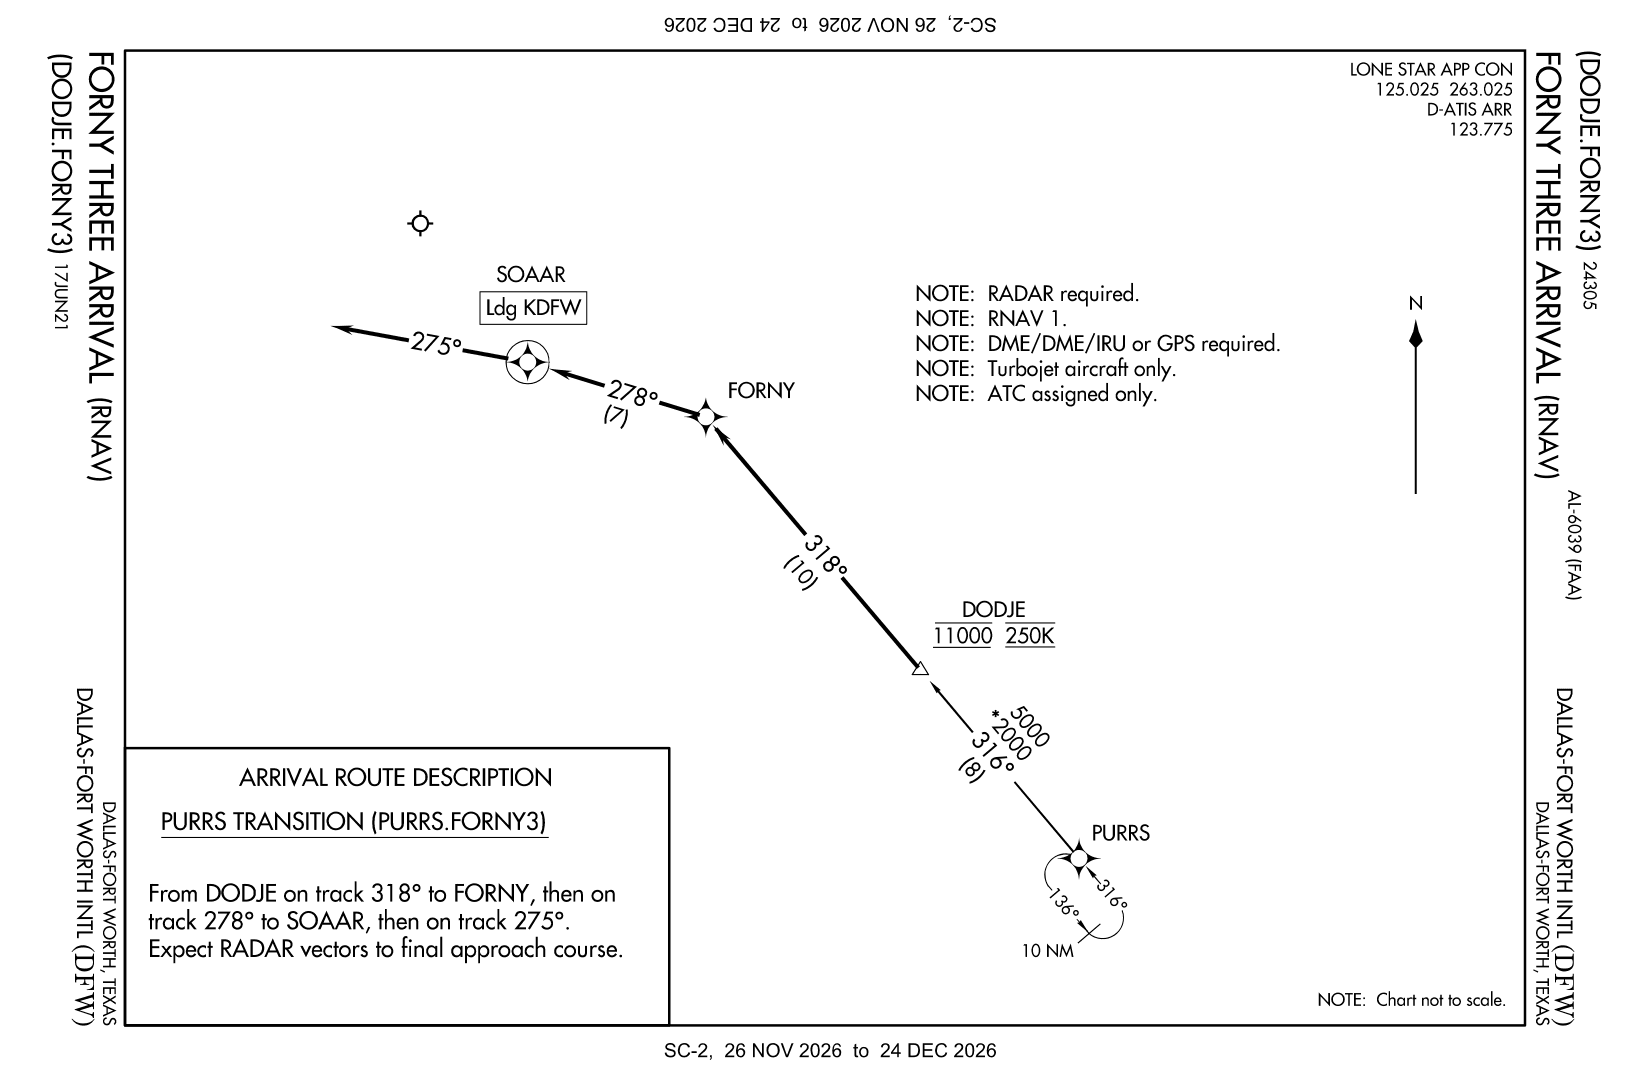 SC-2, 26 NOV 2026 to 24 DEC 2026
(DODJE.FORNY3) 17JUN21
FORNY THREE ARRIVAL (RNAV)
DALLAS-FORT WORTH INTL (DFW)
DALLAS-FORT WORTH, TEXAS
(DODJE.FORNY3) 24305
FORNY THREE ARRIVAL (RNAV)
AL-6039 (FAA)
DALLAS-FORT WORTH INTL (DFW)
DALLAS-FORT WORTH, TEXAS
LONE STAR APP CON
125.025 263.025
D-ATIS ARR
123.775
SOAAR
Ldg KDFW
275°
278°
(7)
FORNY
NOTE: RADAR required.
NOTE: RNAV 1.
NOTE: DME/DME/IRU or GPS required.
NOTE: Turbojet aircraft only.
NOTE: ATC assigned only.
N
318°
(10)
DODJE
11000 250K
5000
*2000
316°
(8)
PURRS
316°
136°
10 NM
ARRIVAL ROUTE DESCRIPTION
PURRS TRANSITION (PURRS.FORNY3)
From DODJE on track 318° to FORNY, then on
track 278° to SOAAR, then on track 275°.
Expect RADAR vectors to final approach course.
NOTE: Chart not to scale.
SC-2, 26 NOV 2026 to 24 DEC 2026